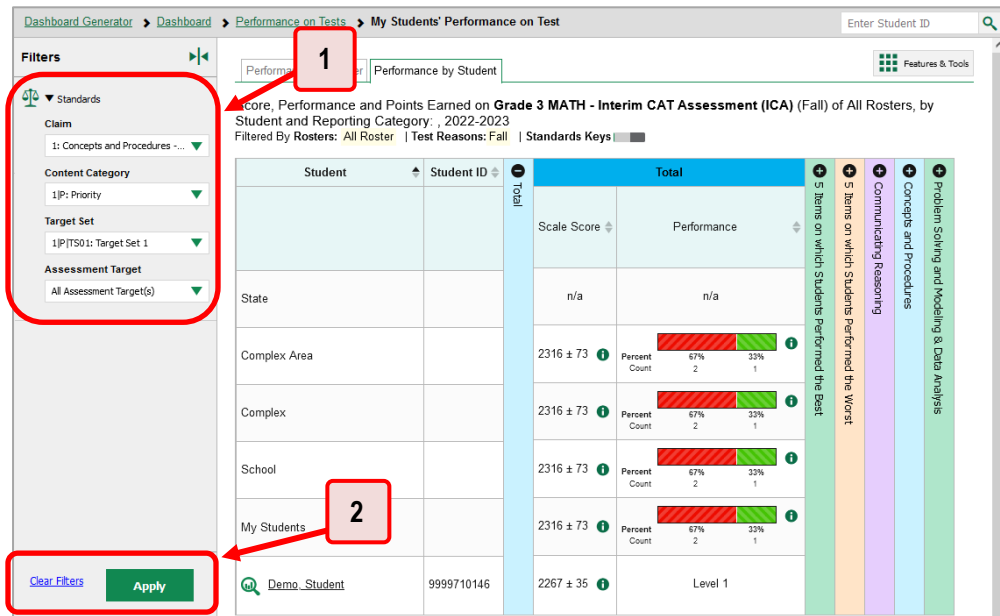 Dashboard Generator > Dashboard > Performance on Tests > My Students' Performance on Test
Enter Student ID
Filters
1
Features & Tools
Performance by Student
Standards
Claim
1: Concepts and Procedures -...
Content Category
1|P: Priority
Target Set
1|P|TS01: Target Set 1
Assessment Target
All Assessment Target(s)
Score, Performance and Points Earned on Grade 3 MATH - Interim CAT Assessment (ICA) (Fall) of All Rosters, by
Student and Reporting Category: , 2022-2023
Filtered By Rosters: All Roster | Test Reasons: Fall | Standards Keys
Student
Student ID
Total
Total
Scale Score
Performance
5 Items on which Students Performed the Best
5 Items on which Students Performed the Worst
Communicating Reasoning
Concepts and Procedures
Problem Solving and Modeling & Data Analysis
State
n/a
n/a
Complex Area
2316 ± 73
Percent 67% 33%
Count 2 1
Complex
2316 ± 73
Percent 67% 33%
Count 2 1
School
2316 ± 73
Percent 67% 33%
Count 2 1
My Students
2
2316 ± 73
Percent 67% 33%
Count 2 1
Clear Filters
Apply
Demo, Student
9999710146
2267 ± 35
Level 1